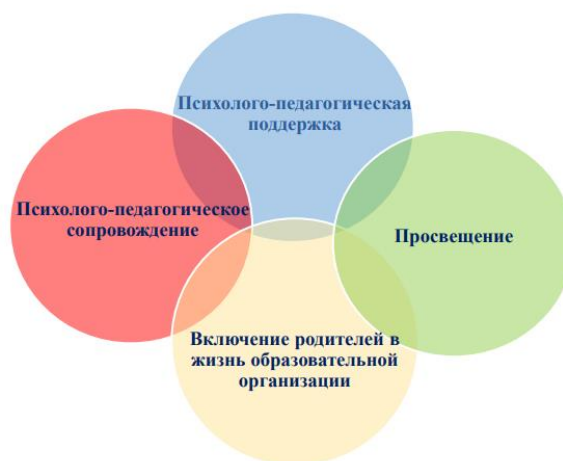 Психолого-педагогическая
поддержка
Психолого-педагогическое
сопровождение
Просвещение
Включение родителей в
жизнь образовательной
организации